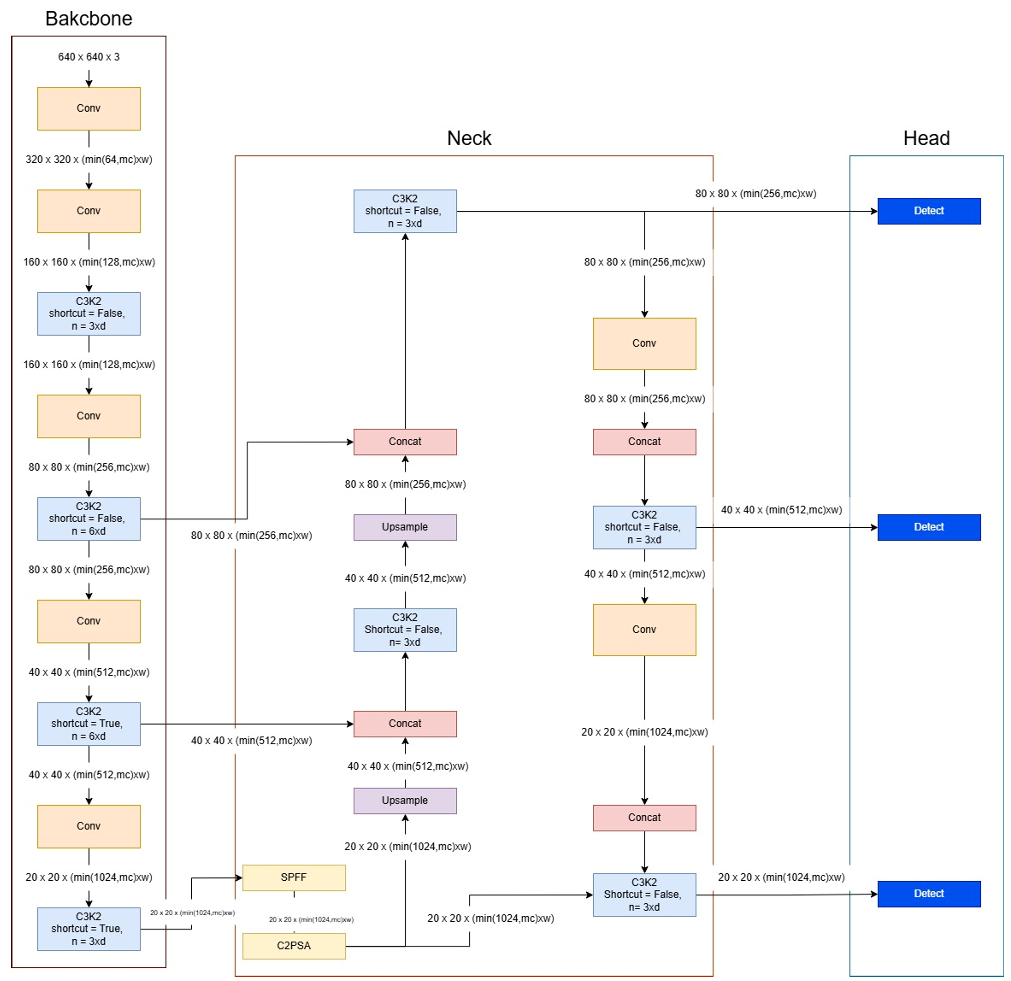 Bakcbone
640 x 640 x 3
Conv
320 x 320 x (min(64,mc)xw)
Conv
160 x 160 x (min(128,mc)xw)
C3K2
shortcut = False,
n = 3xd
160 x 160 x (min(128,mc)xw)
Conv
80 x 80 x (min(256,mc)xw)
C3K2
shortcut = False,
n = 6xd
80 x 80 x (min(256,mc)xw)
Conv
40 x 40 x (min(512,mc)xw)
C3K2
shortcut = True,
n = 6xd
40 x 40 x (min(512,mc)xw)
Conv
20 x 20 x (min(1024,mc)xw)
C3K2
shortcut = True,
n = 3xd
20 x 20 x (min(1024,mc)xw)
80 x 80 x (min(256,mc)xw)
40 x 40 x (min(512,mc)xw)
Neck
C3K2
shortcut = False,
n = 3xd
Concat
80 x 80 x (min(256,mc)xw)
Upsample
40 x 40 x (min(512,mc)xw)
C3K2
Shortcut = False,
n= 3xd
Concat
40 x 40 x (min(512,mc)xw)
Upsample
20 x 20 x (min(1024,mc)xw)
SPFF
20 x 20 x (min(1024,mc)xw)
C2PSA
20 x 20 x (min(1024,mc)xw)
80 x 80 x (min(256,mc)xw)
80 x 80 x (min(256,mc)xw)
Conv
80 x 80 x (min(256,mc)xw)
Concat
C3K2
shortcut = False,
n = 3xd
40 x 40 x (min(512,mc)xw)
40 x 40 x (min(512,mc)xw)
Conv
20 x 20 x (min(1024,mc)xw)
Concat
C3K2
Shortcut = False,
n= 3xd
20 x 20 x (min(1024,mc)xw)
Head
Detect
Detect
Detect